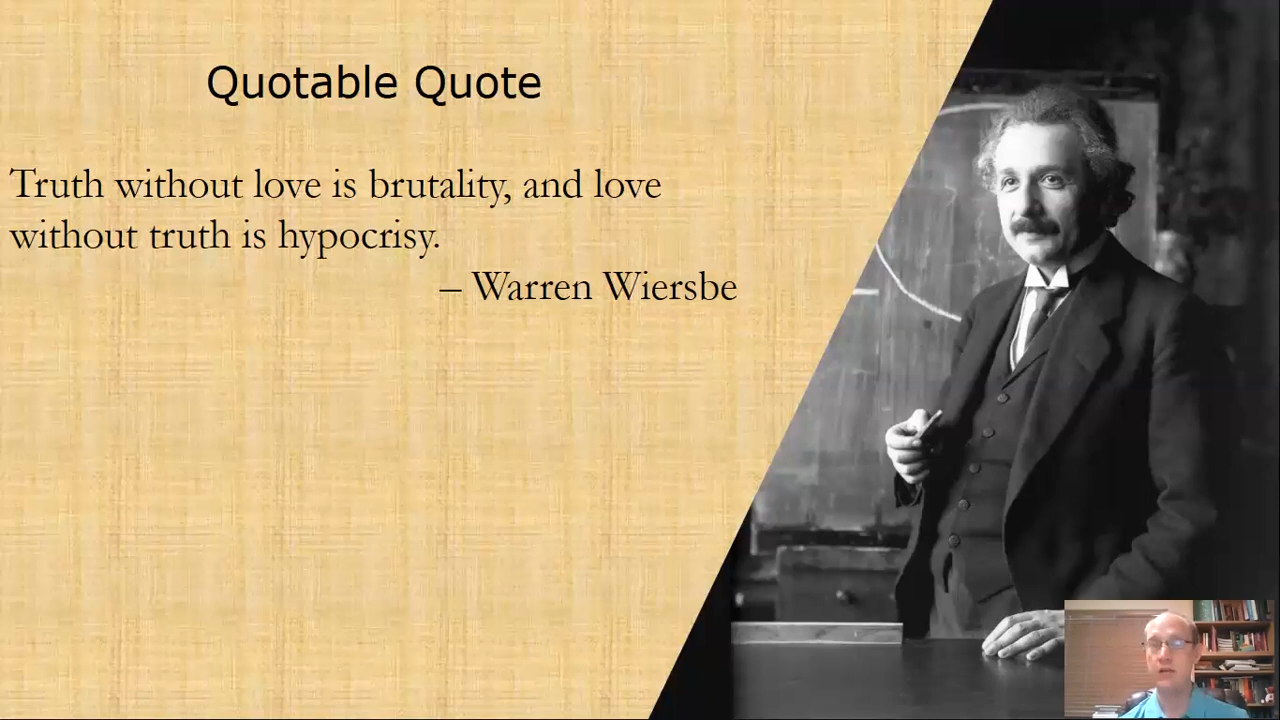 Quotable Quote
Truth without love is brutality, and love
without truth is hypocrisy.
– Warren Wiersbe